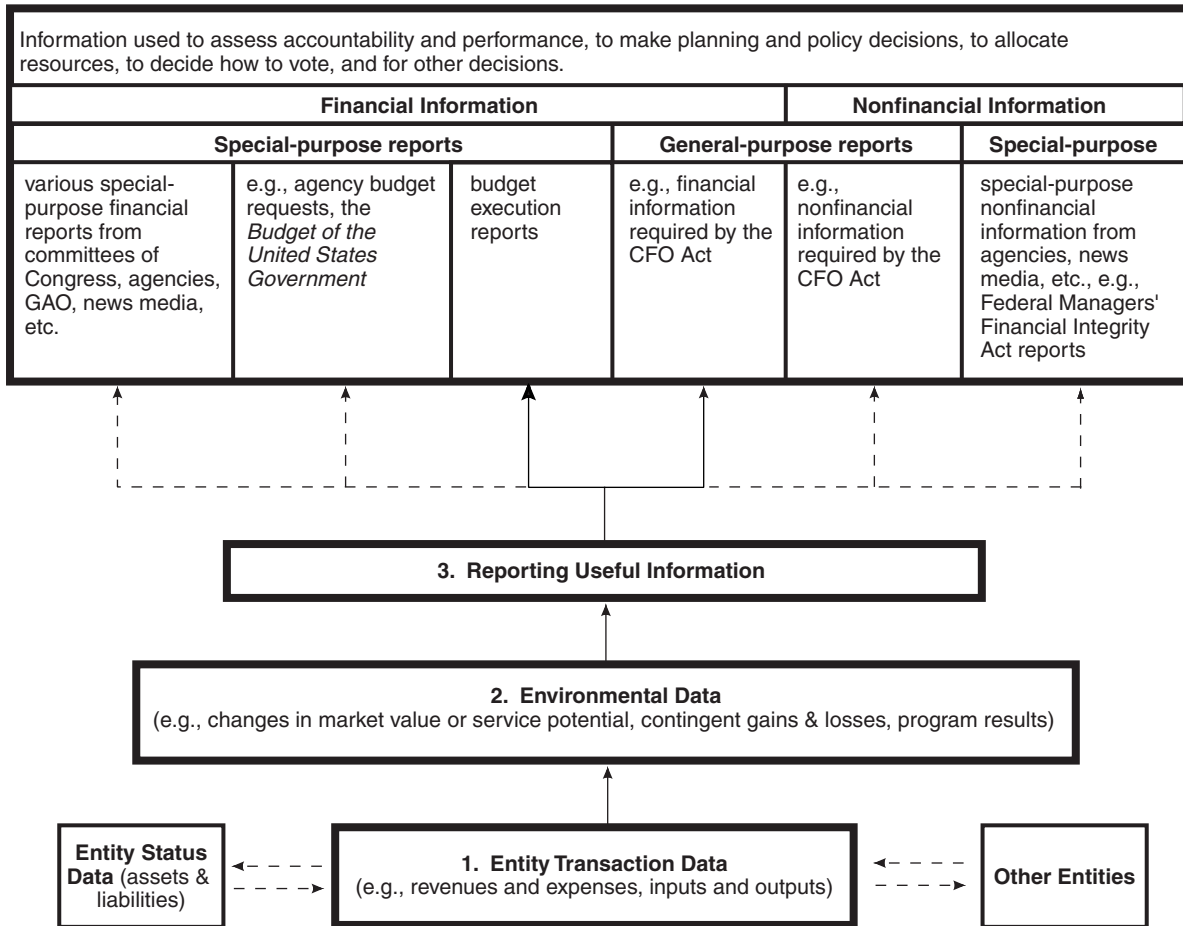 Information used to assess accountability and performance, to make planning and policy decisions, to allocate
resources, to decide how to vote, and for other decisions.
Financial Information
Nonfinancial Information
Special-purpose reports
General-purpose reports
Special-purpose
various special-
purpose financial
reports from
committees of
Congress, agencies,
GAO, news media,
etc.
e.g., agency budget
requests, the
Budget of the
United States
Government
budget
execution
reports
e.g., financial
information
required by the
CFO Act
e.g.,
nonfinancial
information
required by the
CFO Act
special-purpose
nonfinancial
information from
agencies, news
media, etc., e.g.,
Federal Managers'
Financial Integrity
Act reports
3. Reporting Useful Information
2. Environmental Data
(e.g., changes in market value or service potential, contingent gains & losses, program results)
Entity Status
Data (assets &
liabilities)
1. Entity Transaction Data
(e.g., revenues and expenses, inputs and outputs)
Other Entities